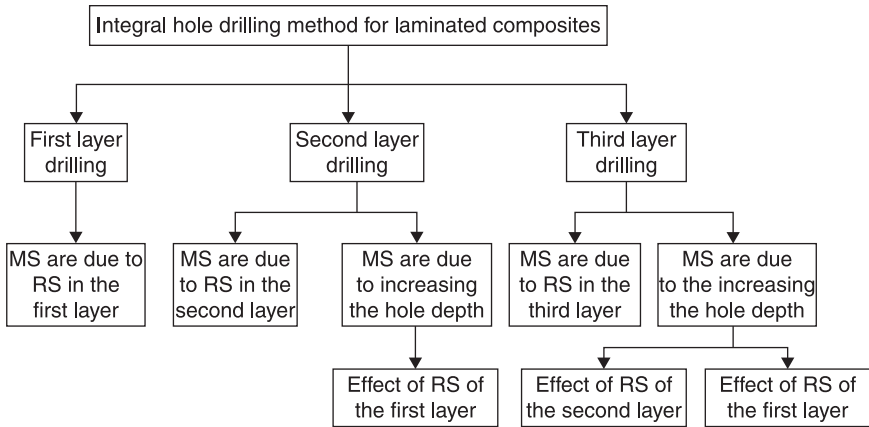 Integral hole drilling method for laminated composites
First layer
drilling
Second layer
drilling
Third layer
drilling
MS are due to
RS in the
first layer
MS are due
to RS in the
second layer
MS are due
to increasing
the hole depth
MS are due
to RS in the
third layer
MS are due
to the increasing
the hole depth
Effect of RS of
the first layer
Effect of RS of
the second layer
Effect of RS of
the first layer